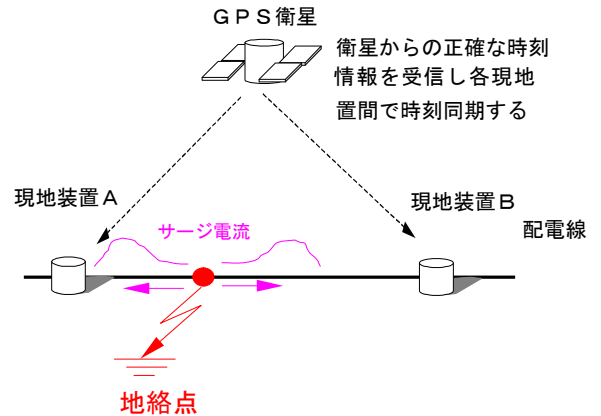 ＧＰＳ衛星
衛星からの正確な時刻
情報を受信し各現地
置間で時刻同期する
現地装置Ａ
現地装置Ｂ
サージ電流
配電線
地絡点